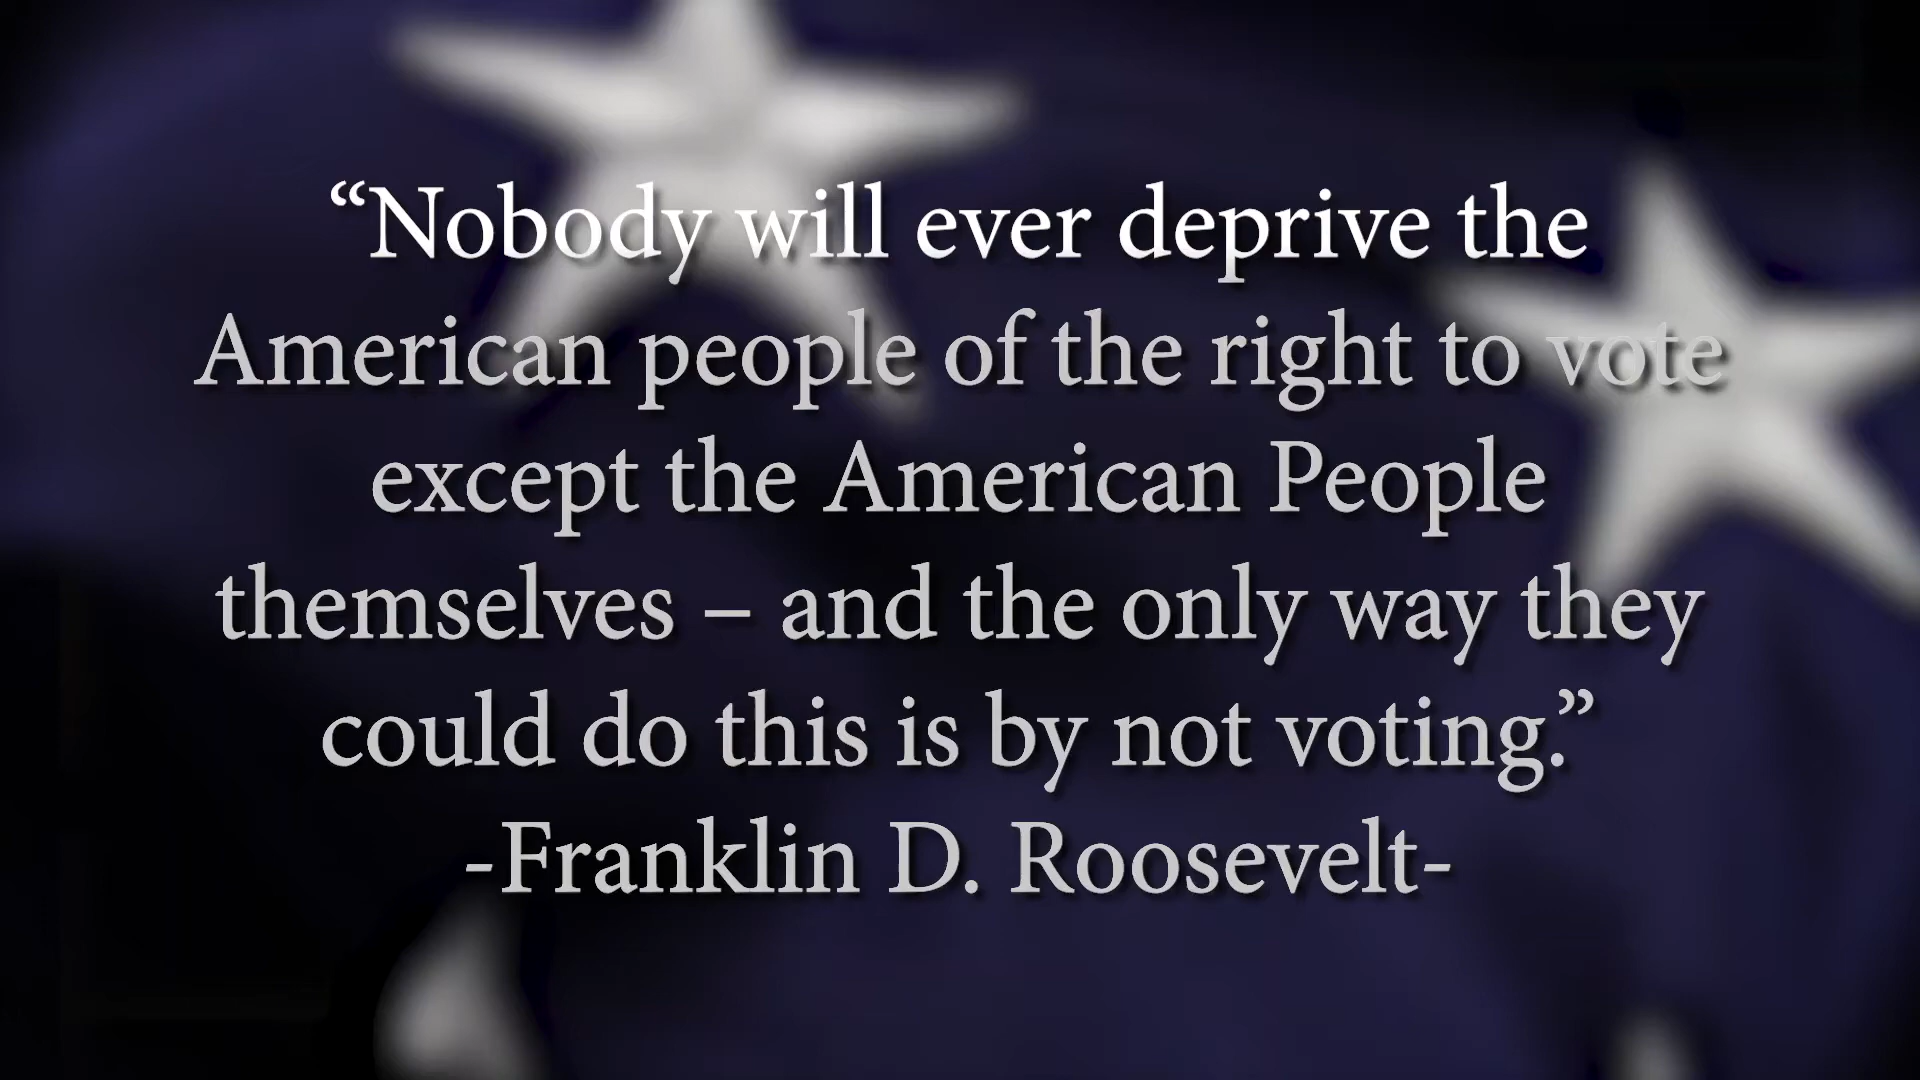 “Nobody will ever deprive the
American people of the right to vote
except the American People
themselves – and the only way they
could do this is by not voting.”
-Franklin D. Roosevelt-